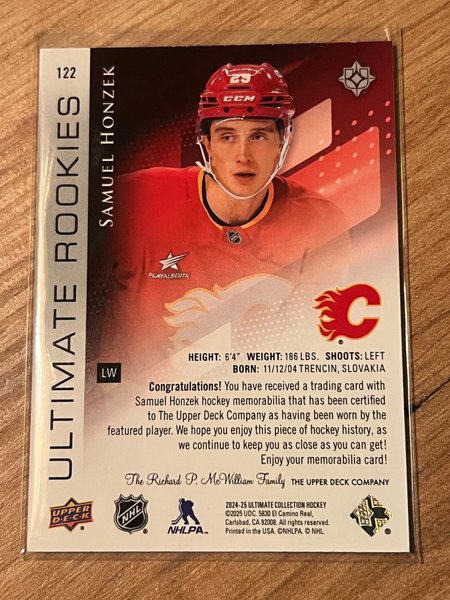 122
ULTIMATE ROOKIES
SAMUEL HONZEK
29
CCM
PLAYALBERTA
C
HEIGHT: 6'4" WEIGHT: 186 LBS. SHOOTS: LEFT
BORN: 11/12/04 TRENCIN, SLOVAKIA
LW
Congratulations! You have received a trading card with
Samuel Honzek hockey memorabilia that has been certified
to The Upper Deck Company as having been worn by the
featured player. We hope you enjoy this piece of hockey history, as
we continue to keep you as close as you can get!
Enjoy your memorabilia card!
The Richard P. McWilliam Family THE UPPER DECK COMPANY
UPPER
DECK
NHL
NHLPA
2024-25 ULTIMATE COLLECTION HOCKEY
©2025 UDC. 5830 El Camino Real,
Carlsbad, CA 92008. All rights reserved.
Printed in the USA. ©NHLPA. © NHL.